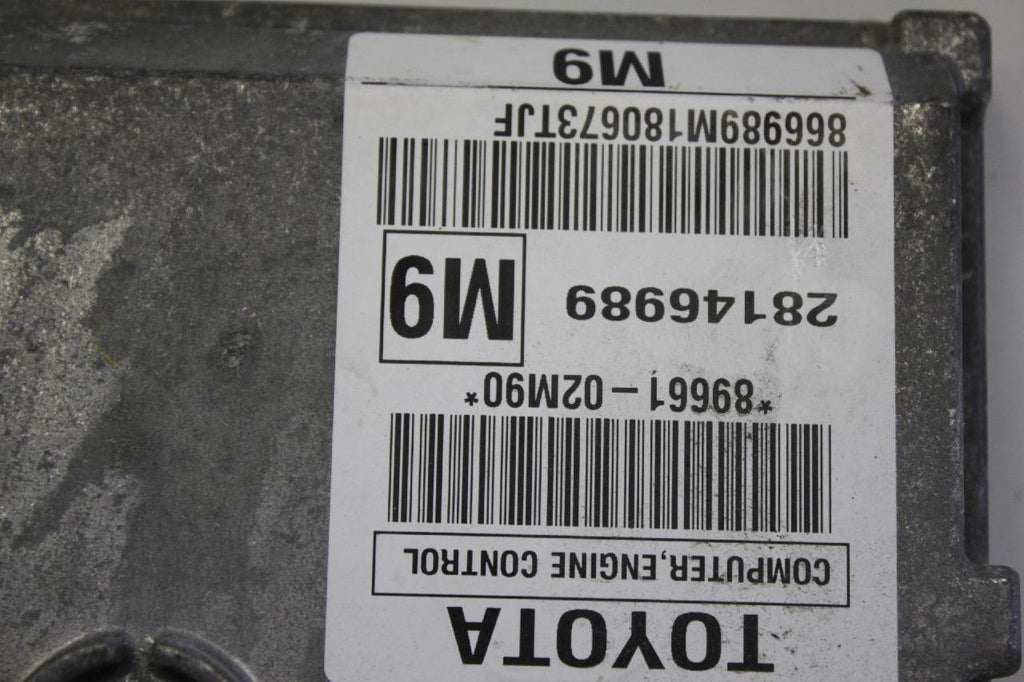 TOYOTA
COMPUTER,ENGINE CONTROL
*89661-02M90*
28146989
M9
866989M180673TJF
M9